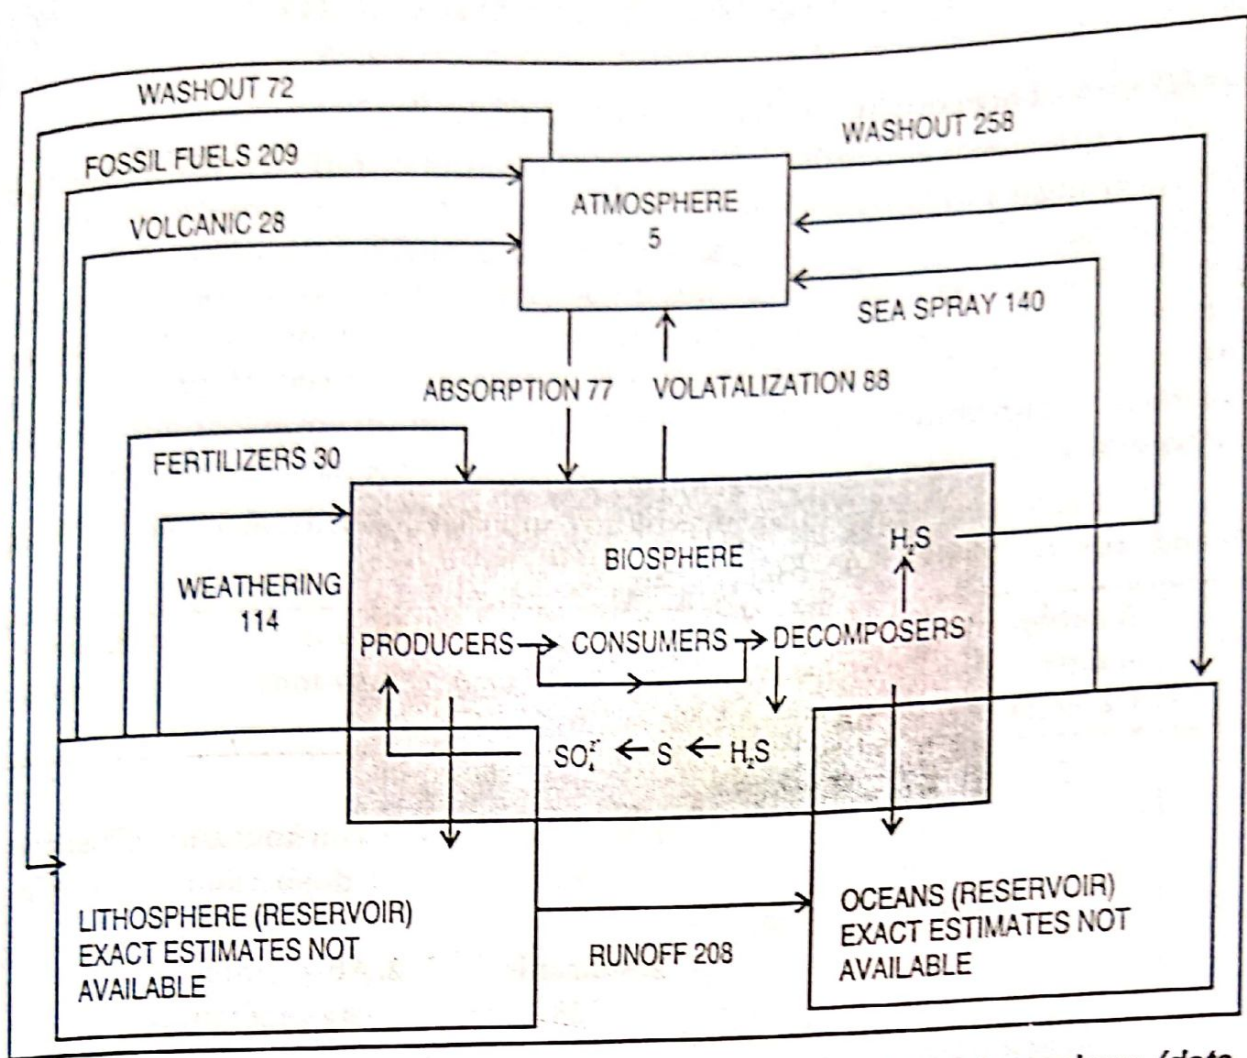 WASHOUT 72
WASHOUT 258
FOSSIL FUELS 209
ATMOSPHERE
5
VOLCANIC 28
SEA SPRAY 140
ABSORPTION 77
VOLATALIZATION 88
FERTILIZERS 30
WEATHERING
114
BIOSPHERE
H₂S
PRODUCERS
CONSUMERS
DECOMPOSERS
SO₄²⁻
S
H₂S
LITHOSPHERE (RESERVOIR)
EXACT ESTIMATES NOT
AVAILABLE
RUNOFF 208
OCEANS (RESERVOIR)
EXACT ESTIMATES NOT
AVAILABLE